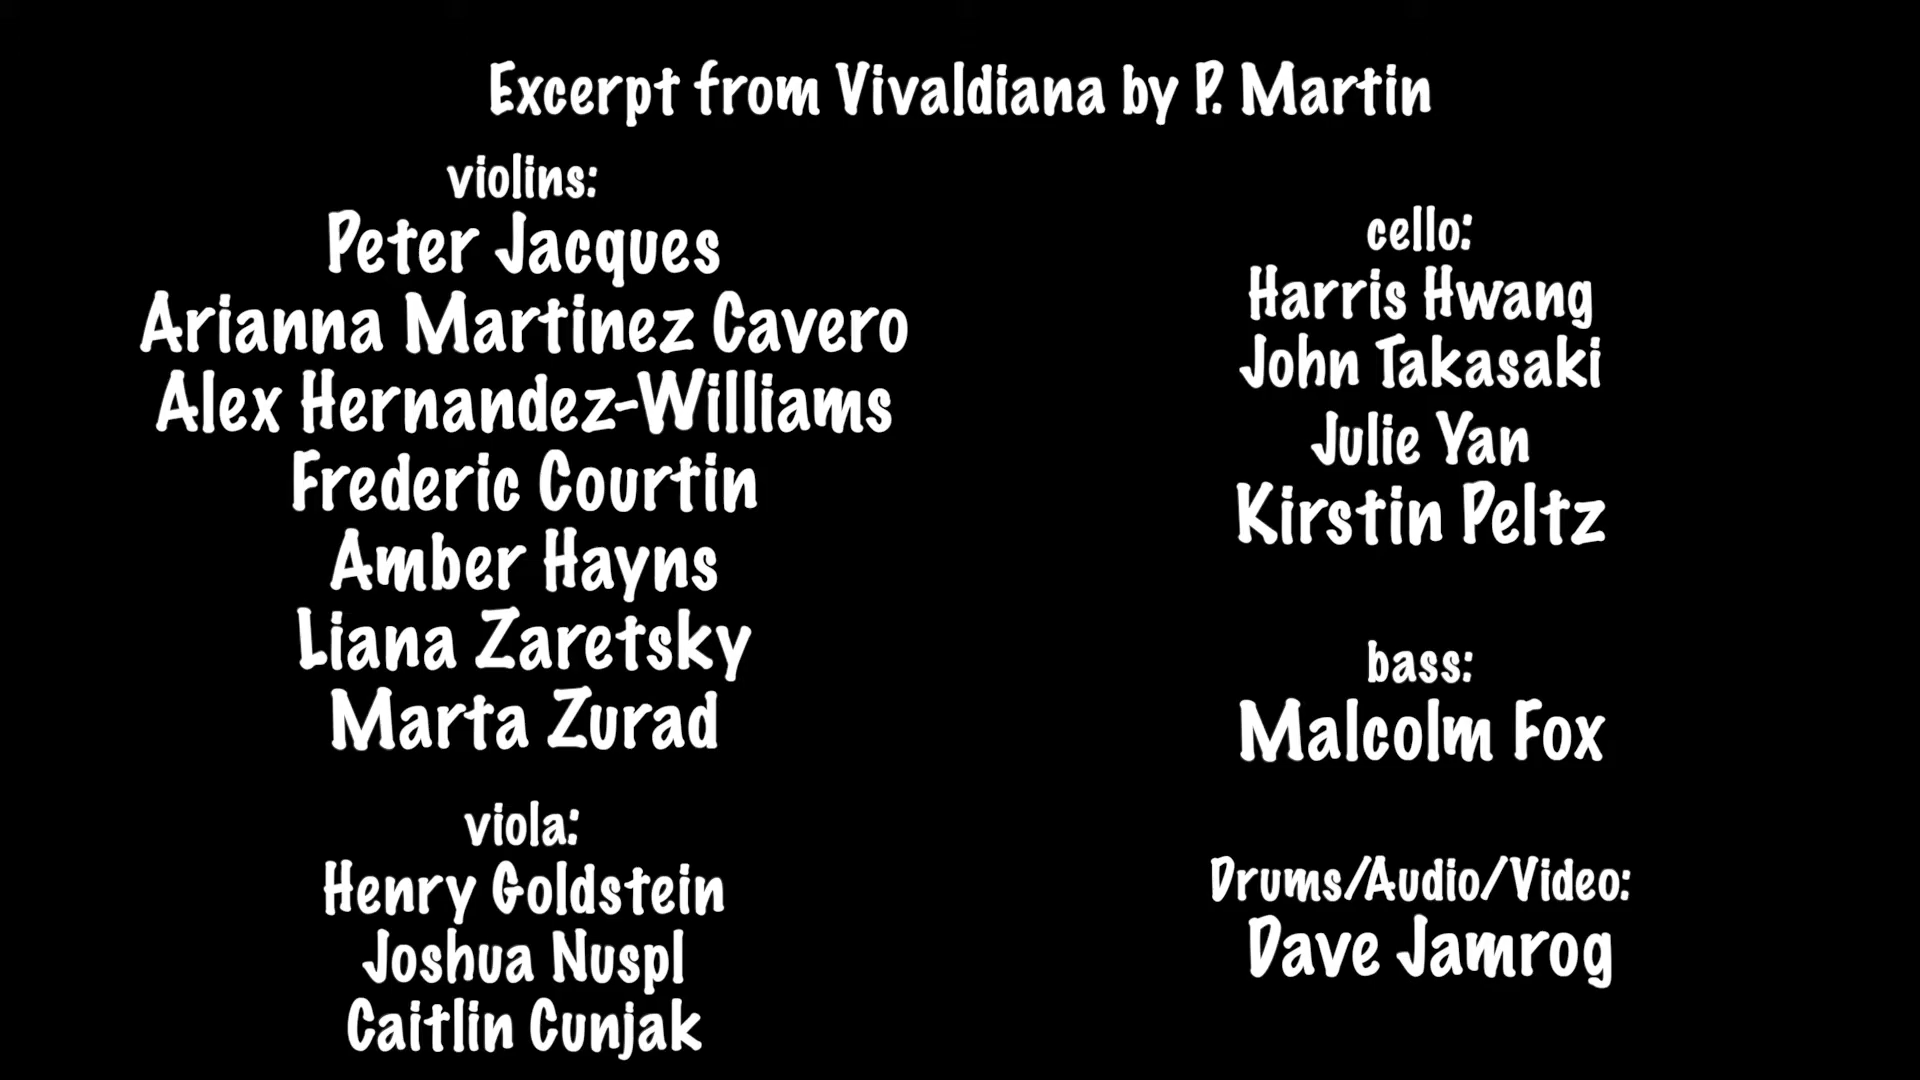 Excerpt from Vivaldiana by P. Martin
violins:
Peter Jacques
Arianna Martinez Cavero
Alex Hernandez-Williams
Frederic Courtin
Amber Hayns
Liana Zaretsky
Marta Zurad
viola:
Henry Goldstein
Joshua Nuspl
Caitlin Cunjak
cello:
Harris Hwang
John Takasaki
Julie Yan
Kirstin Peltz
bass:
Malcolm Fox
Drums/Audio/Video:
Dave Jamrog